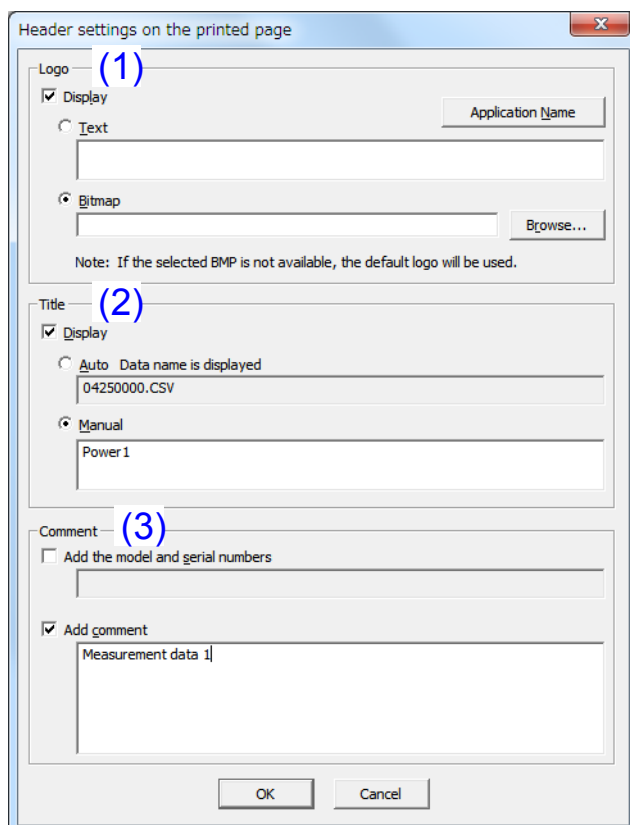 Header settings on the printed page
Logo (1)
Display
Application Name
Text
Bitmap
Browse...
Note: If the selected BMP is not available, the default logo will be used.
Title (2)
Display
Auto Data name is displayed
04250000.CSV
Manual
Power1
Comment (3)
Add the model and serial numbers
Add comment
Measurement data 1
OK Cancel